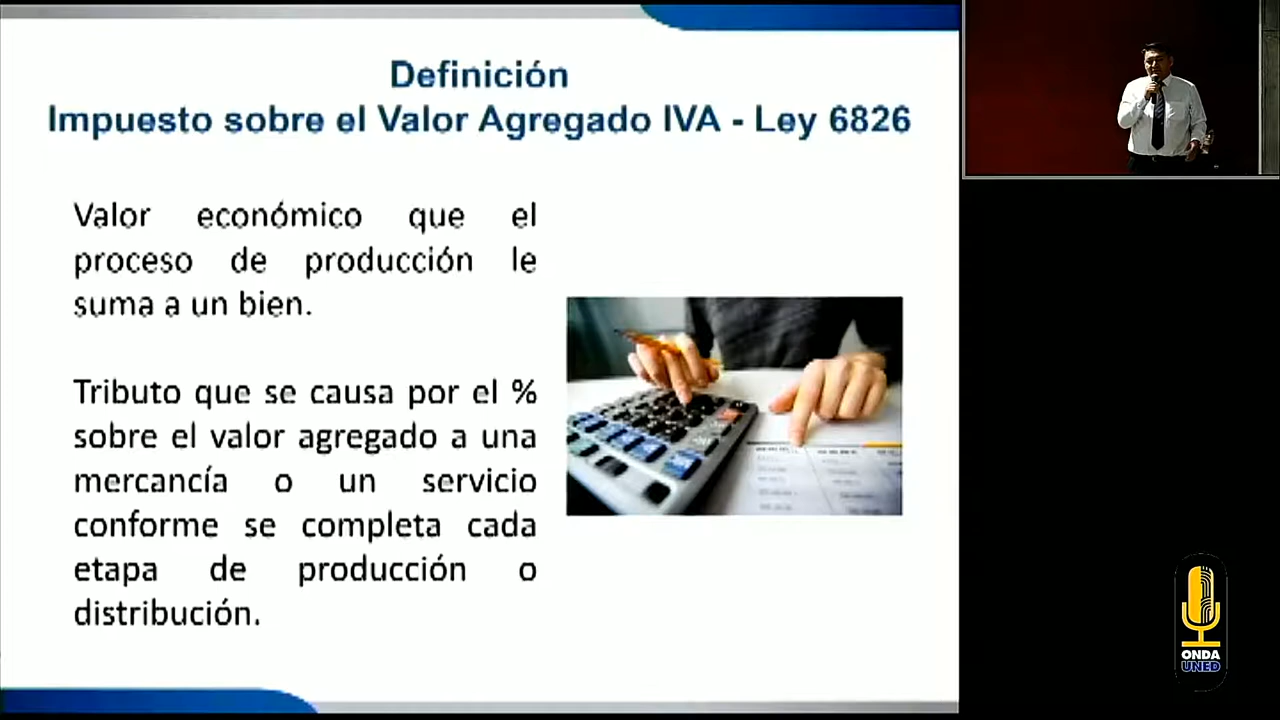 Definición
Impuesto sobre el Valor Agregado IVA - Ley 6826
Valor económico que el
proceso de producción le
suma a un bien.
Tributo que se causa por el %
sobre el valor agregado a una
mercancía o un servicio
conforme se completa cada
etapa de producción o
distribución.
ONDA
UNED